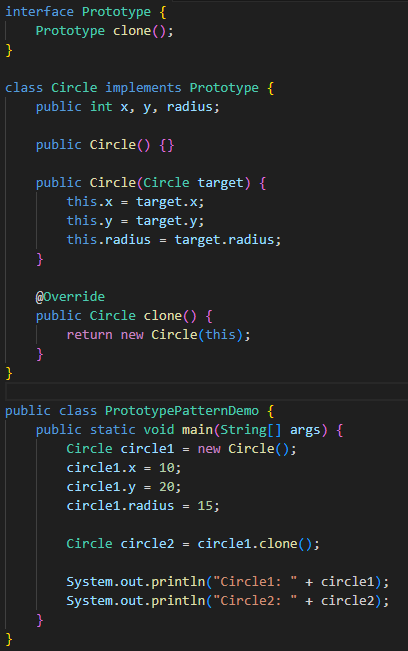 interface Prototype {
    Prototype clone();
}

class Circle implements Prototype {
    public int x, y, radius;

    public Circle() {}

    public Circle(Circle target) {
        this.x = target.x;
        this.y = target.y;
        this.radius = target.radius;
    }

    @Override
    public Circle clone() {
        return new Circle(this);
    }
}

public class PrototypePatternDemo {
    public static void main(String[] args) {
        Circle circle1 = new Circle();
        circle1.x = 10;
        circle1.y = 20;
        circle1.radius = 15;

        Circle circle2 = circle1.clone();

        System.out.println("Circle1: " + circle1);
        System.out.println("Circle2: " + circle2);
    }
}